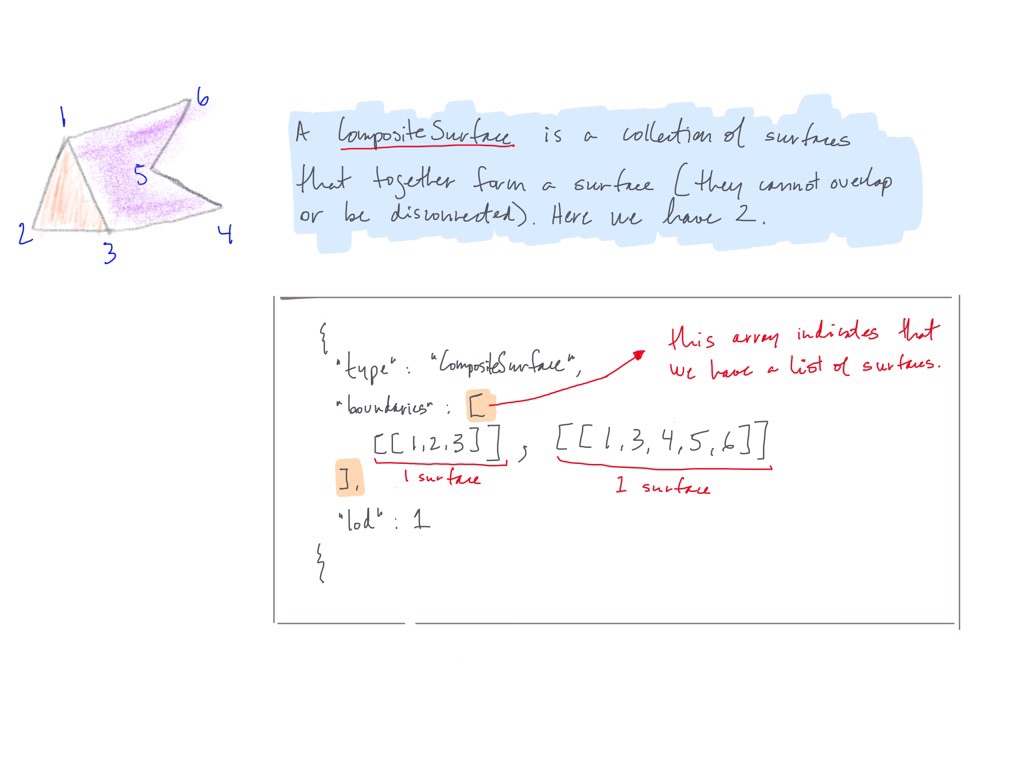 1
6
5
2
3
4
A CompositeSurface is a collection of surfaces
that together form a surface (they cannot overlap
or be disconnected). Here we have 2.
{
"type": "CompositeSurface",
"boundaries": [
this array indicates that
we have a list of surfaces.
[[1,2,3]] , [[1,3,4,5,6]]
1 surface
1 surface
],
"lod": 1
{